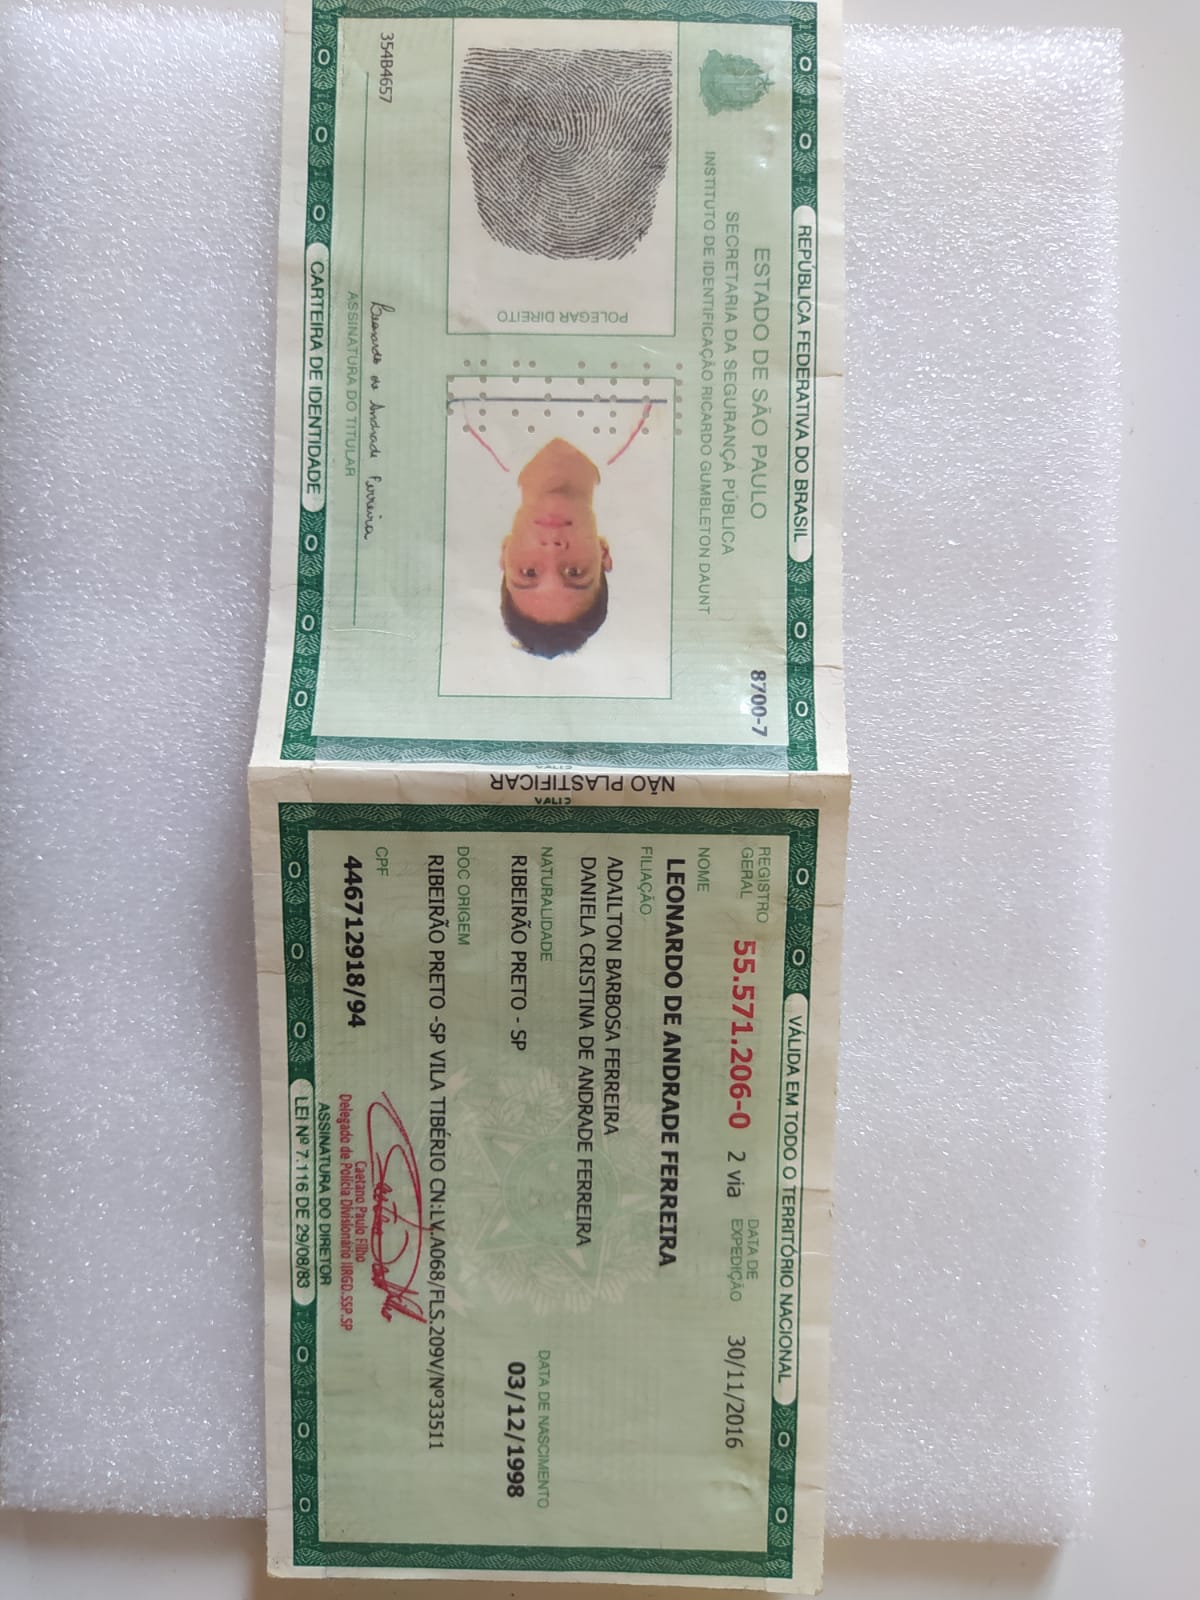 REPÚBLICA FEDERATIVA DO BRASIL
8700-7
ESTADO DE SÃO PAULO
SECRETARIA DA SEGURANÇA PÚBLICA
INSTITUTO DE IDENTIFICAÇÃO RICARDO GUMBLETON DAUNT
POLEGAR DIREITO
354B4657
Leonardo de Andrade Ferreira
ASSINATURA DO TITULAR
CARTEIRA DE IDENTIDADE
NÃO PLASTIFICAR
VÁLIDA EM TODO O TERRITÓRIO NACIONAL
REGISTRO GERAL 55.571.206-0 2 via DATA DE EXPEDIÇÃO 30/11/2016
NOME
LEONARDO DE ANDRADE FERREIRA
FILIAÇÃO
ADAILTON BARBOSA FERREIRA
DANIELA CRISTINA DE ANDRADE FERREIRA
NATURALIDADE DATA DE NASCIMENTO
RIBEIRÃO PRETO - SP 03/12/1998
DOC ORIGEM
RIBEIRÃO PRETO -SP VILA TIBÉRIO CN:LV.A068/FLS.209V/Nº33511
CPF
446712918/94
Caetano Paulo Filho
Delegado de Polícia Divisionário IIRGD.SSP.SP
ASSINATURA DO DIRETOR
LEI Nº 7.116 DE 29/08/83